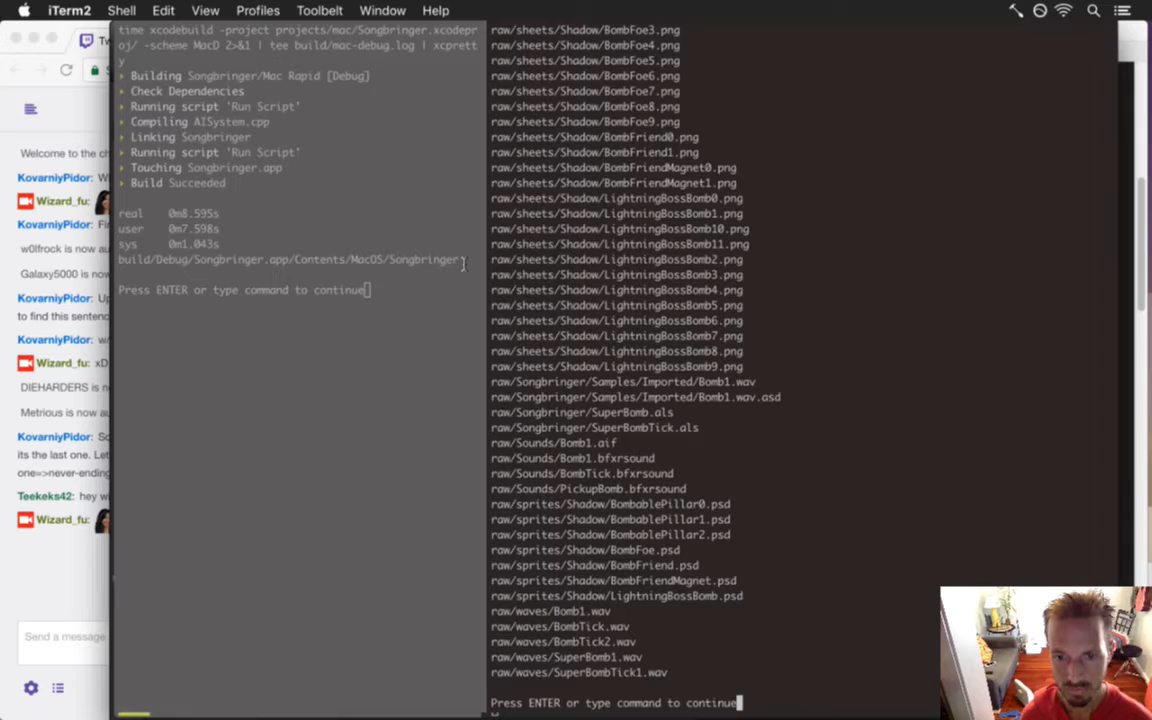 iTerm2 Shell Edit View Profiles Toolbelt Window Help
Tw
Welcome to the ch
KovarniyPidor:
Wizard_fu:
KovarniyPidor:
w0lfrock is now au
Galaxy5000 is now
KovarniyPidor:
to find this sentenc
KovarniyPidor:
Wizard_fu: xD
DIEHARDERS is n
Metrious is now au
KovarniyPidor: So
its the last one. Let
one=>never-ending
Teekeks42: hey wi
Wizard_fu:
Send a message
time xcodebuild -project projects/mac/Songbringer.xcodepr
oj/ -scheme MacD 2>&1 | tee build/mac-debug.log | xcprett
y
Building Songbringer/Mac Rapid [Debug]
Check Dependencies
Running script 'Run Script'
Compiling AISystem.cpp
Linking Songbringer
Running script 'Run Script'
Touching Songbringer.app
Build Succeeded
real 0m8.595s
user 0m7.598s
sys 0m1.043s
build/Debug/Songbringer.app/Contents/MacOS/Songbringer
Press ENTER or type command to continue
raw/sheets/Shadow/BombFoe3.png
raw/sheets/Shadow/BombFoe4.png
raw/sheets/Shadow/BombFoe5.png
raw/sheets/Shadow/BombFoe6.png
raw/sheets/Shadow/BombFoe7.png
raw/sheets/Shadow/BombFoe8.png
raw/sheets/Shadow/BombFoe9.png
raw/sheets/Shadow/BombFriend0.png
raw/sheets/Shadow/BombFriend1.png
raw/sheets/Shadow/BombFriendMagnet0.png
raw/sheets/Shadow/BombFriendMagnet1.png
raw/sheets/Shadow/LightningBossBomb0.png
raw/sheets/Shadow/LightningBossBomb1.png
raw/sheets/Shadow/LightningBossBomb10.png
raw/sheets/Shadow/LightningBossBomb11.png
raw/sheets/Shadow/LightningBossBomb2.png
raw/sheets/Shadow/LightningBossBomb3.png
raw/sheets/Shadow/LightningBossBomb4.png
raw/sheets/Shadow/LightningBossBomb5.png
raw/sheets/Shadow/LightningBossBomb6.png
raw/sheets/Shadow/LightningBossBomb7.png
raw/sheets/Shadow/LightningBossBomb8.png
raw/sheets/Shadow/LightningBossBomb9.png
raw/Songbringer/Samples/Imported/Bomb1.wav
raw/Songbringer/Samples/Imported/Bomb1.wav.asd
raw/Songbringer/SuperBomb.als
raw/Songbringer/SuperBombTick.als
raw/Sounds/Bomb1.aif
raw/Sounds/Bomb1.bfxrsound
raw/Sounds/BombTick.bfxrsound
raw/Sounds/PickupBomb.bfxrsound
raw/sprites/Shadow/BombablePillar0.psd
raw/sprites/Shadow/BombablePillar1.psd
raw/sprites/Shadow/BombablePillar2.psd
raw/sprites/Shadow/BombFoe.psd
raw/sprites/Shadow/BombFriend.psd
raw/sprites/Shadow/BombFriendMagnet.psd
raw/sprites/Shadow/LightningBossBomb.psd
raw/waves/Bomb1.wav
raw/waves/BombTick.wav
raw/waves/BombTick2.wav
raw/waves/SuperBomb1.wav
raw/waves/SuperBombTick1.wav
Press ENTER or type command to continue